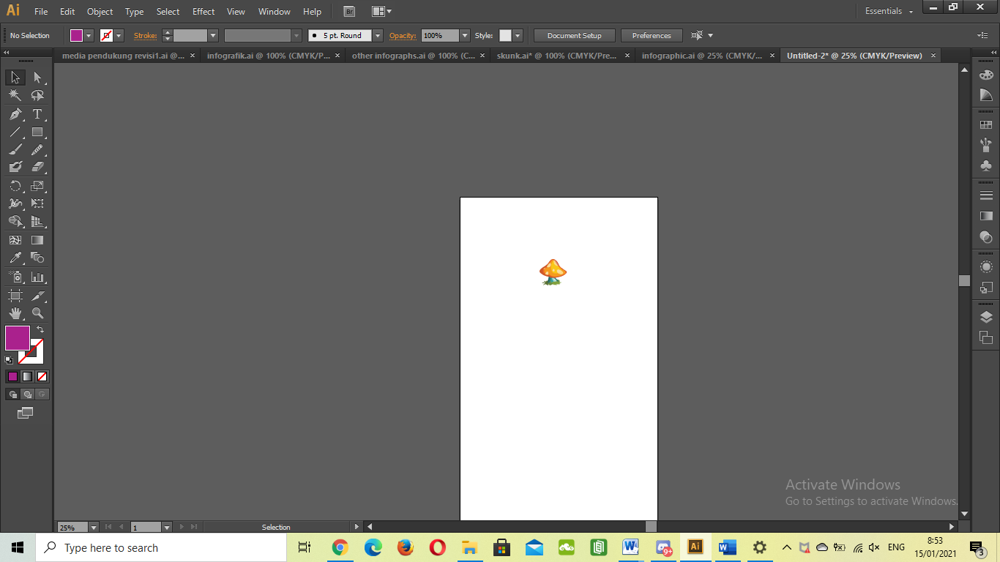 Ai File Edit Object Type Select Effect View Window Help Br Essentials
No Selection Stroke: 5 pt. Round Opacity: 100% Style: Document Setup Preferences
media pendukung revisi1.ai @... infografik.ai @ 100% (CMYK/P... other infographs.ai @ 100% (C... skunk.ai* @ 100% (CMYK/Pre... infographic.ai @ 25% (CMYK/... Untitled-2* @ 25% (CMYK/Preview)
T
Activate Windows
Go to Settings to activate Windows.
25% 1 Selection
Type here to search W 9+ Ai W ENG 8:53
15/01/2021 3